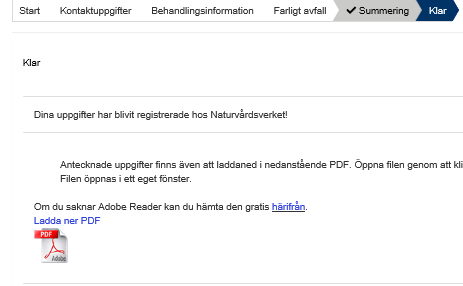 Start Kontaktuppgifter Behandlingsinformation Farligt avfall Summering Klar
Klar
Dina uppgifter har blivit registrerade hos Naturvårdsverket!
Antecknade uppgifter finns även att laddaned i nedanstående PDF. Öppna filen genom att kli
Filen öppnas i ett eget fönster.
Om du saknar Adobe Reader kan du hämta den gratis härifrån.
Ladda ner PDF
PDF
Adobe